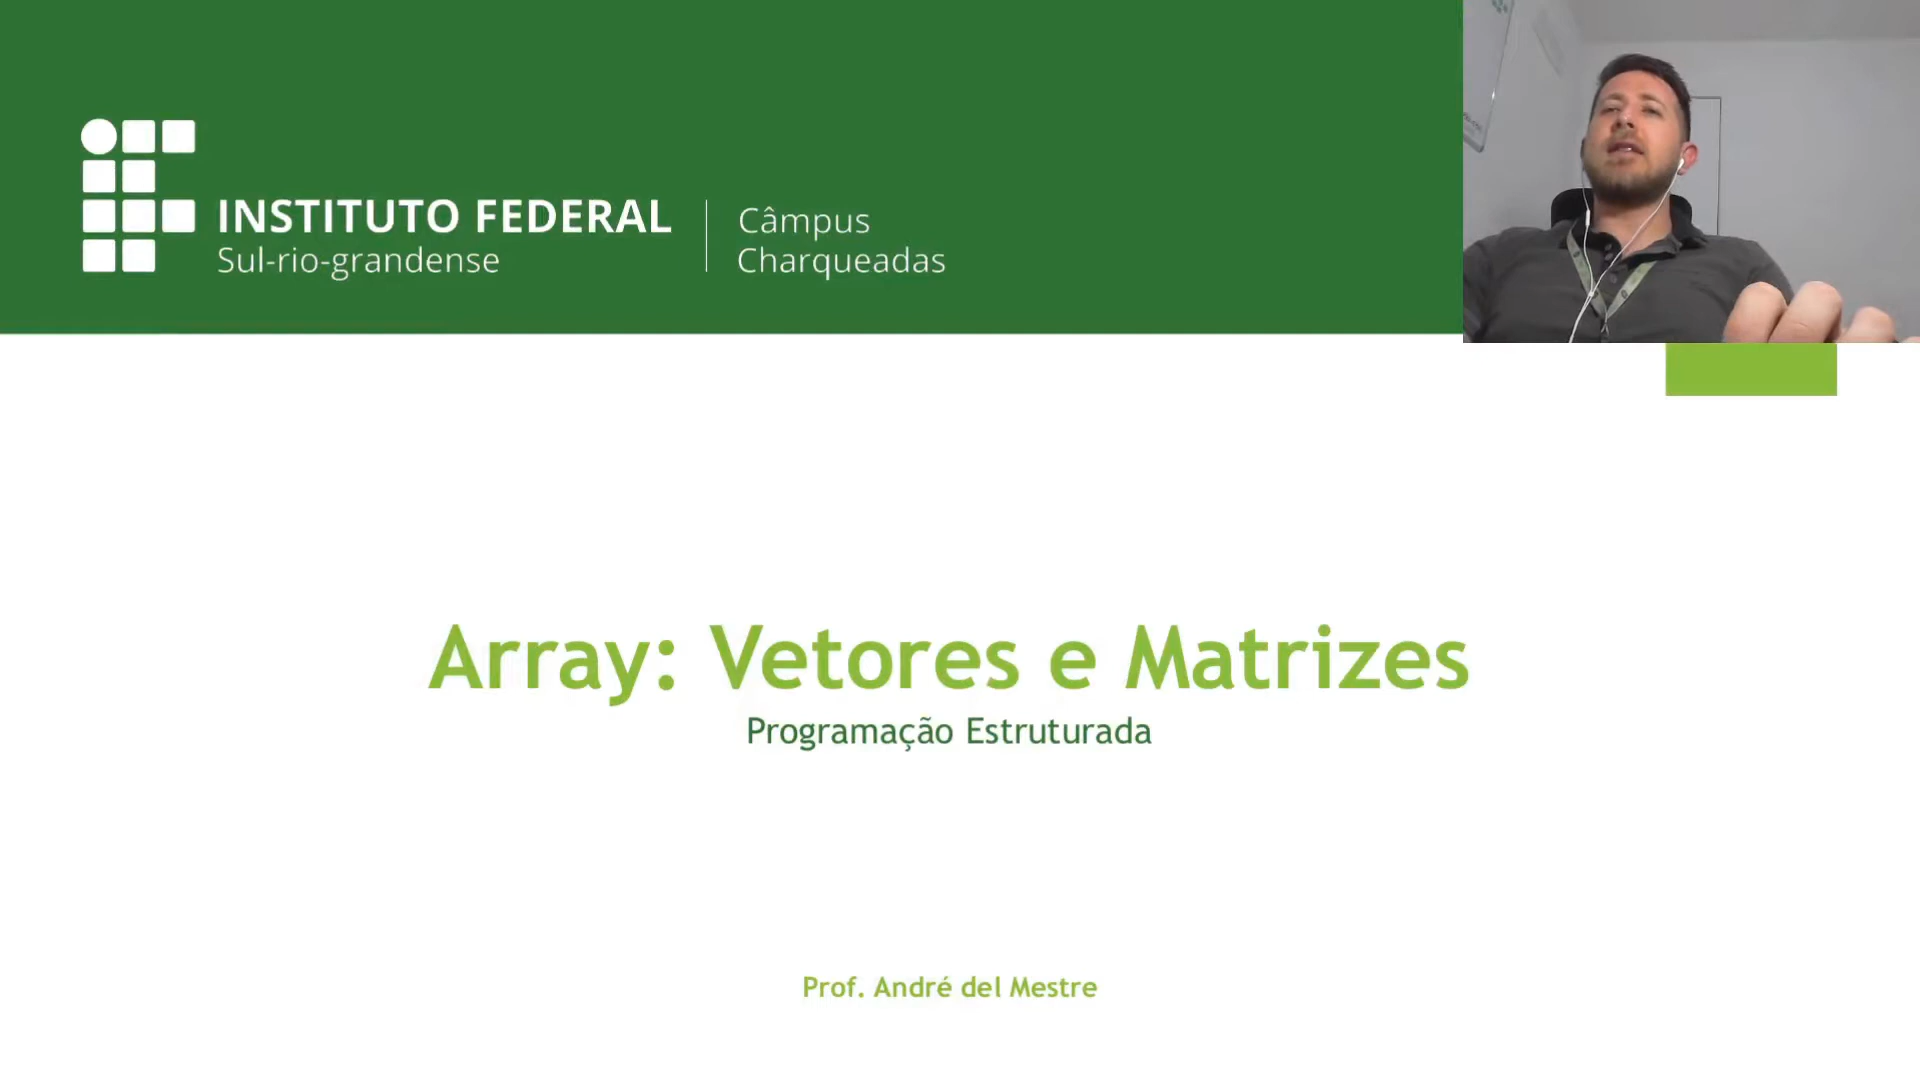 INSTITUTO FEDERAL
Sul-rio-grandense
Câmpus
Charqueadas
Array: Vetores e Matrizes
Programação Estruturada
Prof. André del Mestre